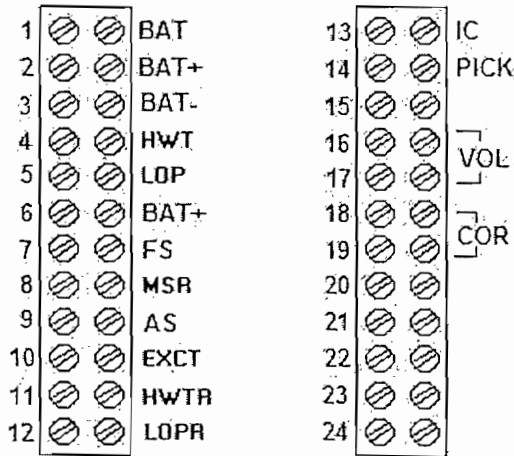 1 BAT
2 BAT+
3 BAT-
4 HWT
5 LOP
6 BAT+
7 FS
8 MSR
9 AS
10 EXCT
11 HWTR
12 LOPR
13 IC
14 PICK
15
16
VOL
17
18
COR
19
20
21
22
23
24